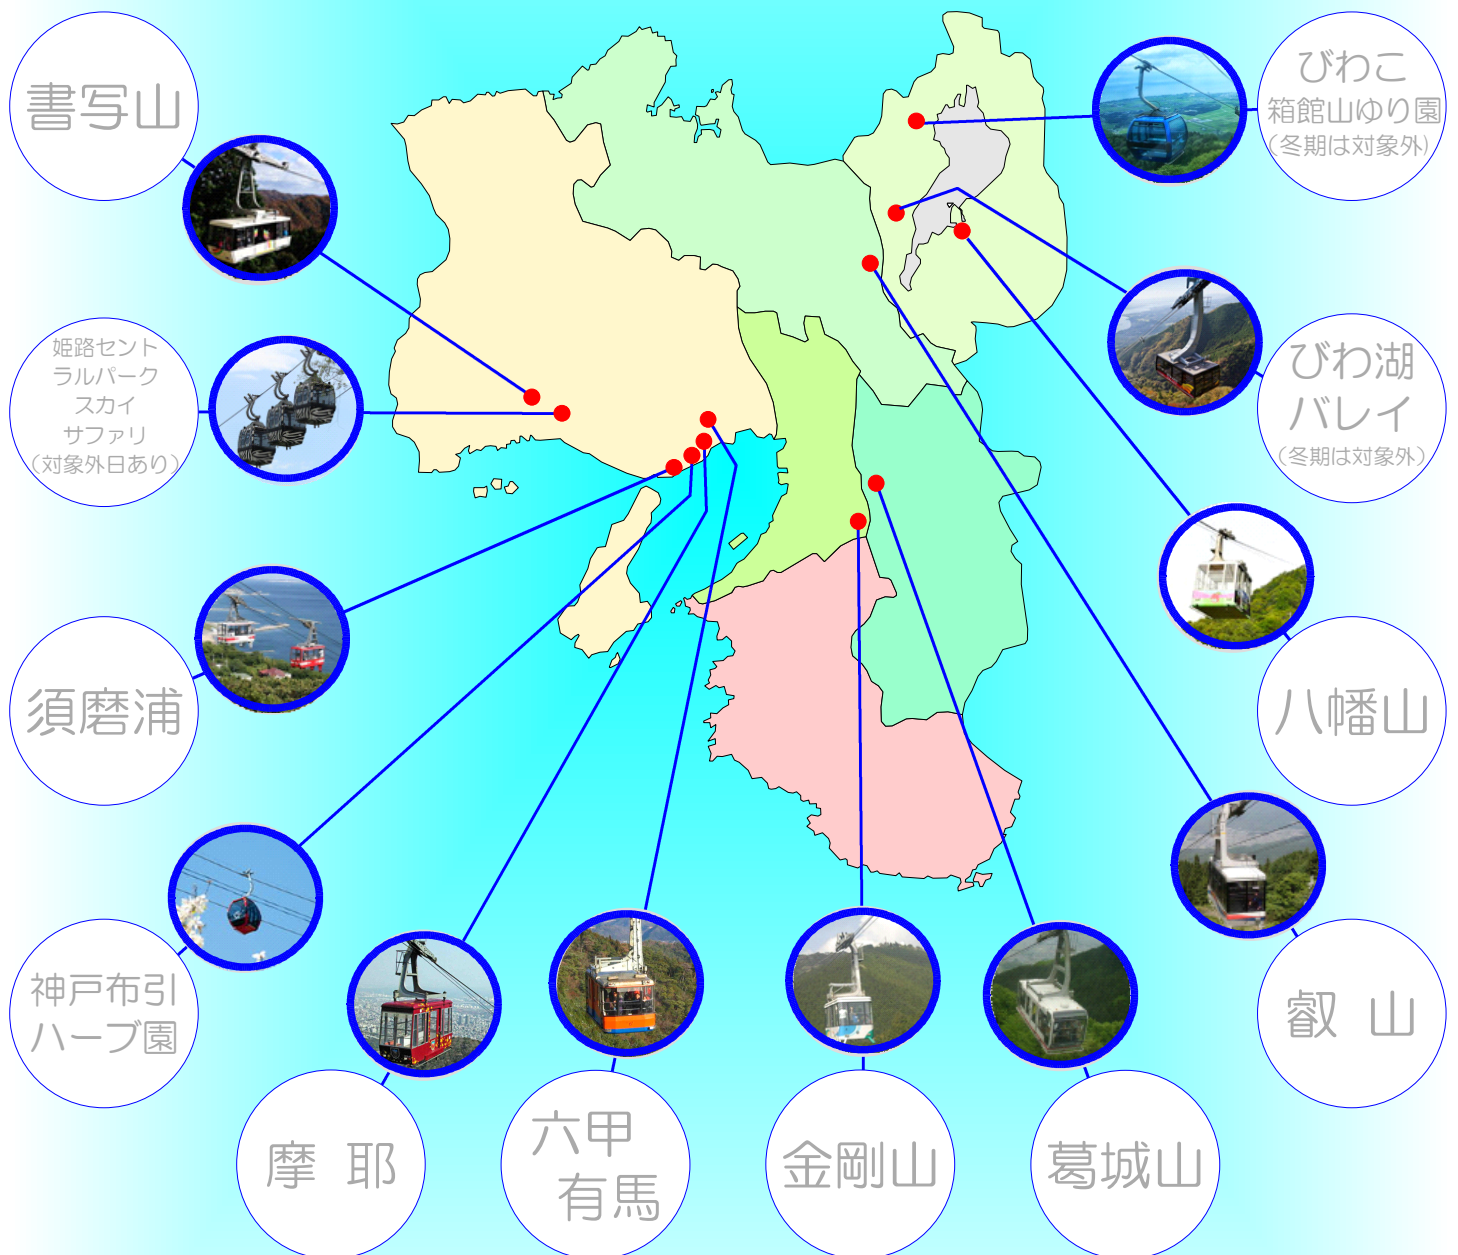 書写山
びわこ
箱館山ゆり園
(冬期は対象外)
姫路セント
ラルパーク
スカイ
サファリ
(対象外日あり)
びわ湖
バレイ
(冬期は対象外)
須磨浦
八幡山
神戸布引
ハーブ園
叡 山
摩 耶
六甲
有馬
金剛山
葛城山